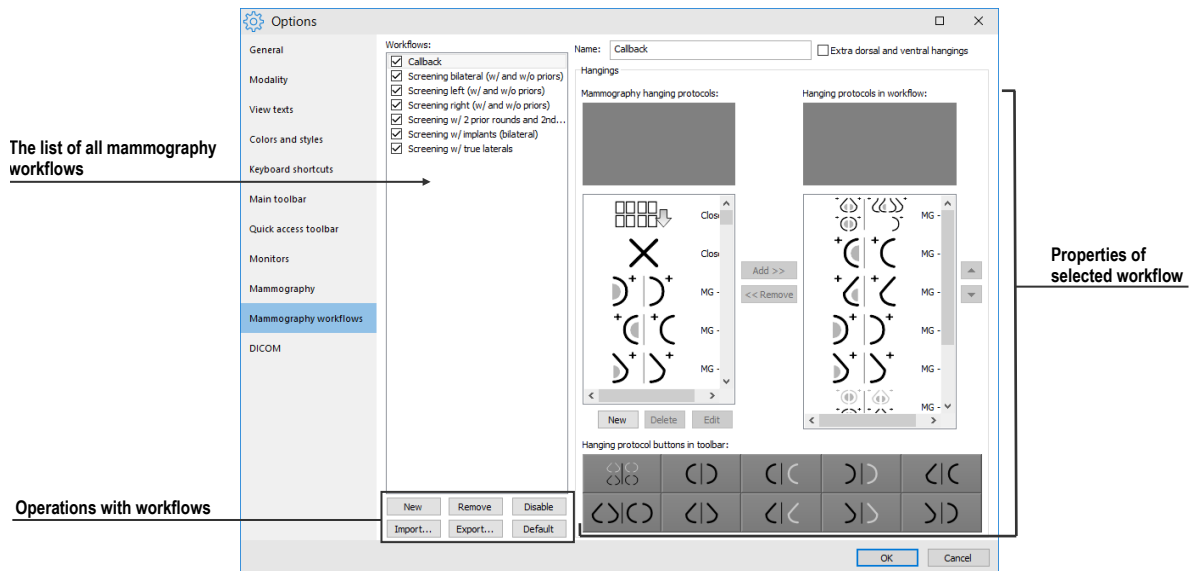 Options
General
Modality
View texts
Colors and styles
Keyboard shortcuts
Main toolbar
Quick access toolbar
Monitors
Mammography
Mammography workflows
DICOM
The list of all mammography
workflows
Operations with workflows
Workflows:
Callback
Screening bilateral (w/ and w/o priors)
Screening left (w/ and w/o priors)
Screening right (w/ and w/o priors)
Screening w/ 2 prior rounds and 2nd...
Screening w/ implants (bilateral)
Screening w/ true laterals
New Remove Disable
Import... Export... Default
Name: Callback Extra dorsal and ventral hangings
Hangings
Mammography hanging protocols:
Clos
Clos
MG -
MG -
MG -
New Delete Edit
Add >>
<< Remove
Hanging protocols in workflow:
MG -
MG -
MG -
MG -
MG -
MG -
Hanging protocol buttons in toolbar:
OK Cancel
Properties of
selected workflow